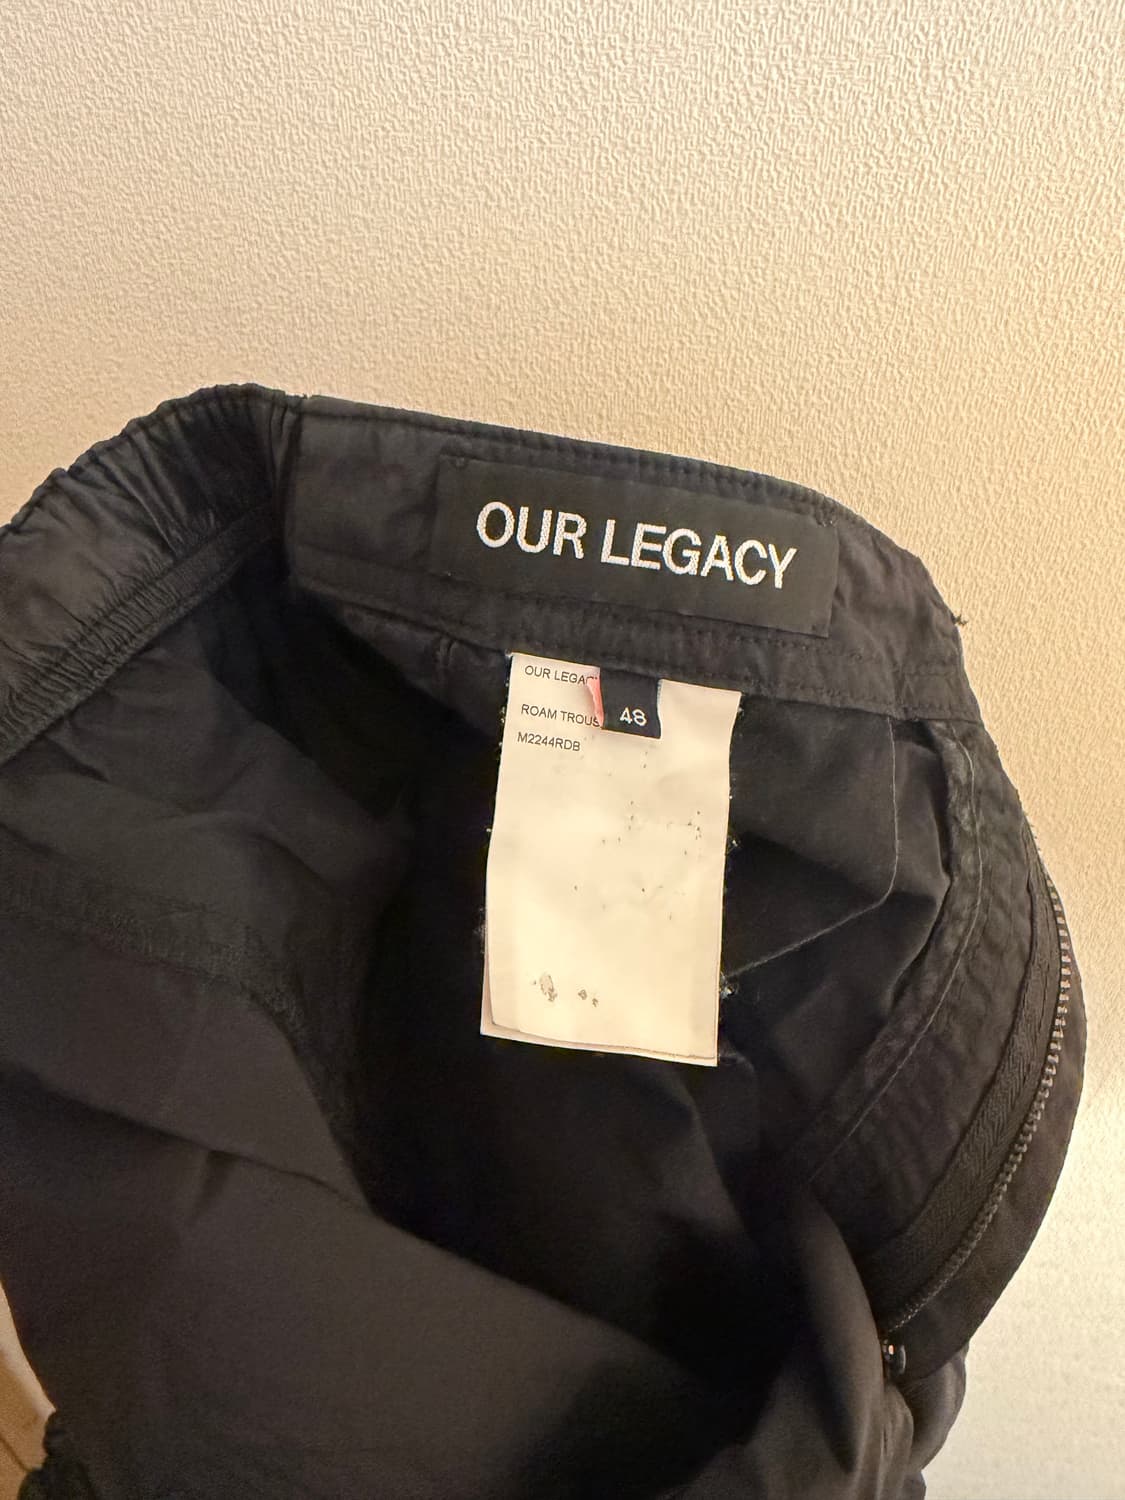 OUR LEGACY
OUR LEGAC
48
ROAM TROUS
M2244RDB